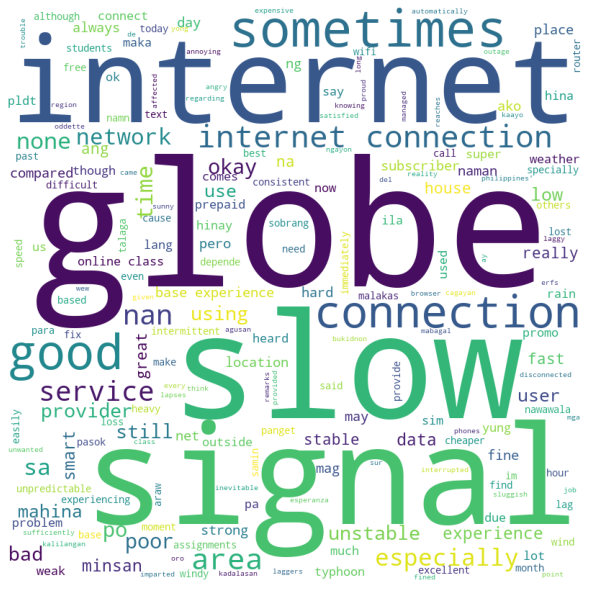 expensive
automatically
although
connect
today
yung
sometimes
trouble
always
maka
de
annoying
outage
place
students
free
internet
ng
wifi
long
router
pldt
ok
angry
proud
managed
say
knowing
hina
region
affected
text
satisfied
reaches
regarding
ako
oddette
namn
none
network
internet connection
ang
past
came
best
ngayon
kaayo
call
super
weather
okay
na
reality
philippines'
subscriber
naman
specially
compared
though
comes
consistent
now
del
difficult
time
use
house
low
others
globe
speed
us
sunny
cause
hinay
prepaid
sobrang
ila
used
lost
laggy
talaga
lang
pero
need
immediately
really
online class
depende
ay
even
wew
based
given
base experience
hard
malakas
browser
cagayan
erfs
rain
para
agusan
nan
using
connection
fix
bukidnon
mabagal
promo
good
intermittent
heard
slow
great
make
location
fast
every
think
remarks
provided
provide
disconnected
service
lapses
said
user
provider
loss
heavy
may
sim
nawawala
easily
net
yung
cheaper
mga
smart
still
outside
panget
stable
data
fine
unwanted
class
sa
pasok
sumin
mag
phones
hour
unpredictable
im
experiencing
araw
sur
interrupted
find
sluggish
job
mahina
strong
inevitable
esperanza
lag
signal
problem
base
moment
po
pa
unstable
experience
due
sufficiently
assignments
wind
bad
poor
area
much
especially
lot
kalilangan
minsan
windy
typhoon
month
weak
oro
laggers
excellent
imparted
kadalasan
fined
point